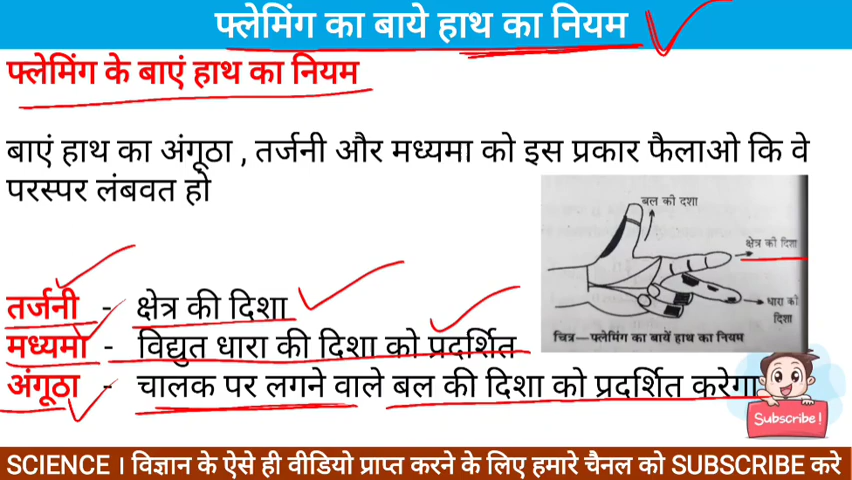 फ्लेमिंग का बाये हाथ का नियम
फ्लेमिंग के बाएं हाथ का नियम
बाएं हाथ का अंगूठा , तर्जनी और मध्यमा को इस प्रकार फैलाओ कि वे
परस्पर लंबवत हो
बल की दशा
क्षेत्र की दिशा
धारा की
दिशा
चित्र—फ्लेमिंग का बायें हाथ का नियम
तर्जनी - क्षेत्र की दिशा
मध्यमा - विद्युत धारा की दिशा को प्रदर्शित
अंगूठा - चालक पर लगने वाले बल की दिशा को प्रदर्शित करेगा
Subscribe!
SCIENCE । विज्ञान के ऐसे ही वीडियो प्राप्त करने के लिए हमारे चैनल को SUBSCRIBE करे